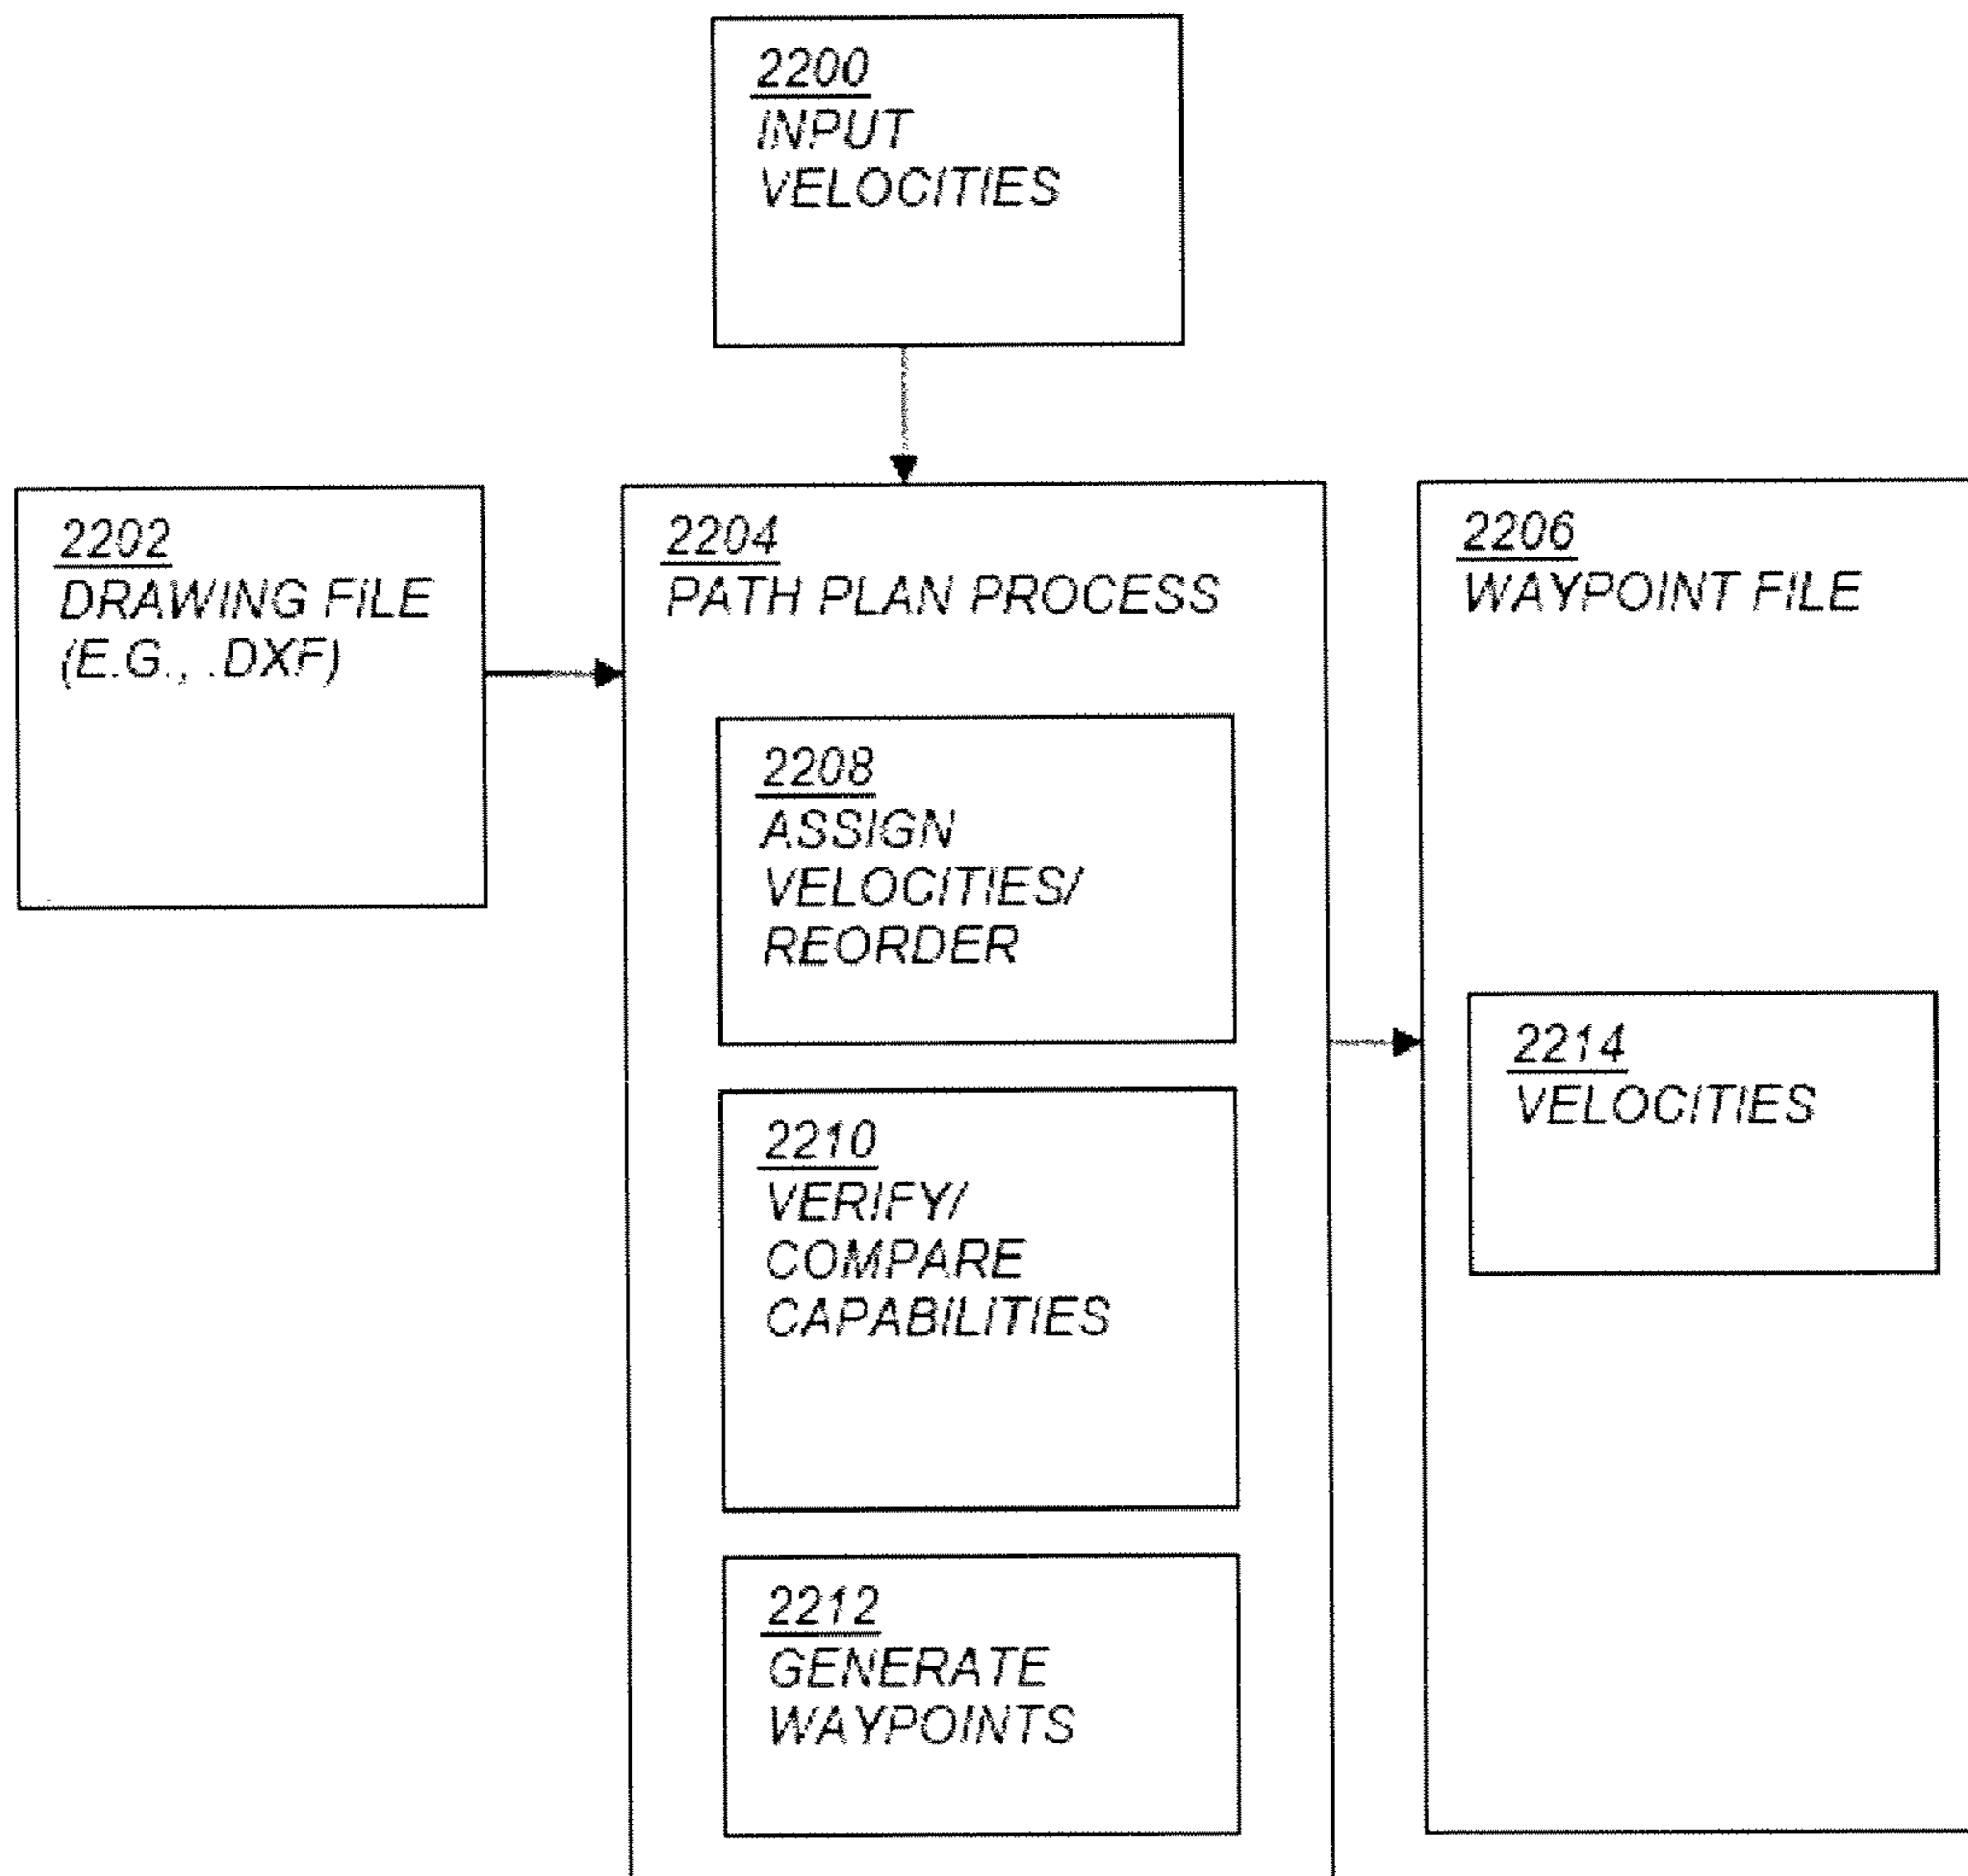 2200
INPUT
VELOCITIES
2202
DRAWING FILE
(E.G., .DXF)
2204
PATH PLAN PROCESS
2208
ASSIGN
VELOCITIES/
REORDER
2210
VERIFY/
COMPARE
CAPABILITIES
2212
GENERATE
WAYPOINTS
2206
WAYPOINT FILE
2214
VELOCITIES